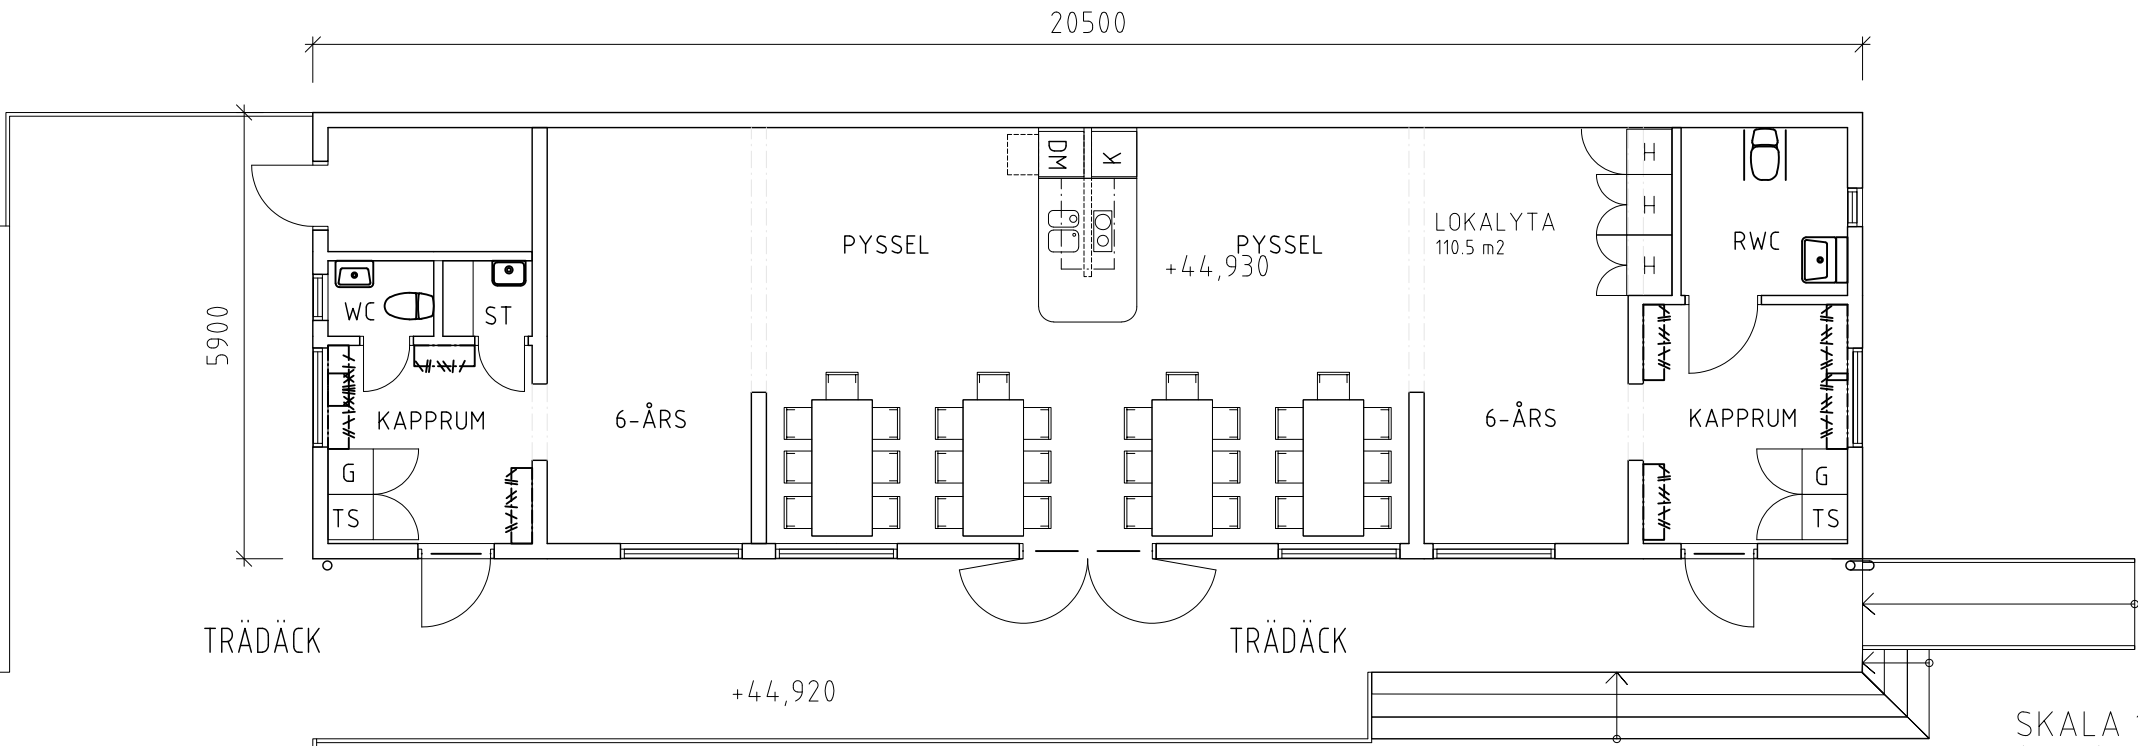 20500
DM
K
H
H
H
PYSSEL
PYSSEL
LOKALYTA
110.5 m2
RWC
+44,930
WC
ST
5900
KAPPRUM
6-ÅRS
6-ÅRS
KAPPRUM
G
TS
G
TS
TRÄDÄCK
TRÄDÄCK
+44,920
SKALA